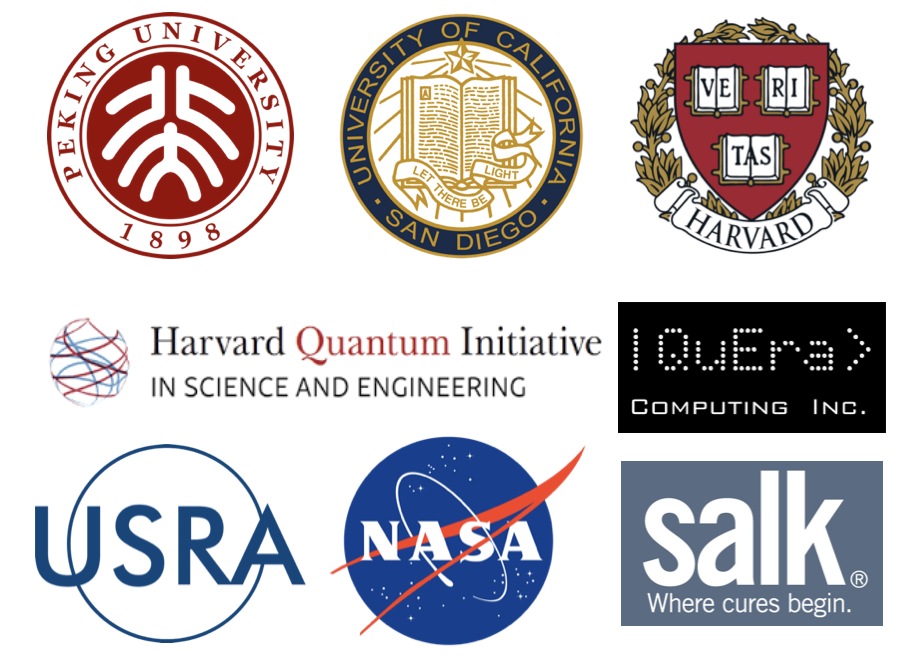 PEKING UNIVERSITY
1898
UNIVERSITY OF CALIFORNIA
A
LET THERE BE LIGHT
· SAN DIEGO ·
VE RI
TAS
HARVARD
Harvard Quantum Initiative
IN SCIENCE AND ENGINEERING
|QuEra>
COMPUTING INC.
USRA
NASA
salk®
Where cures begin.